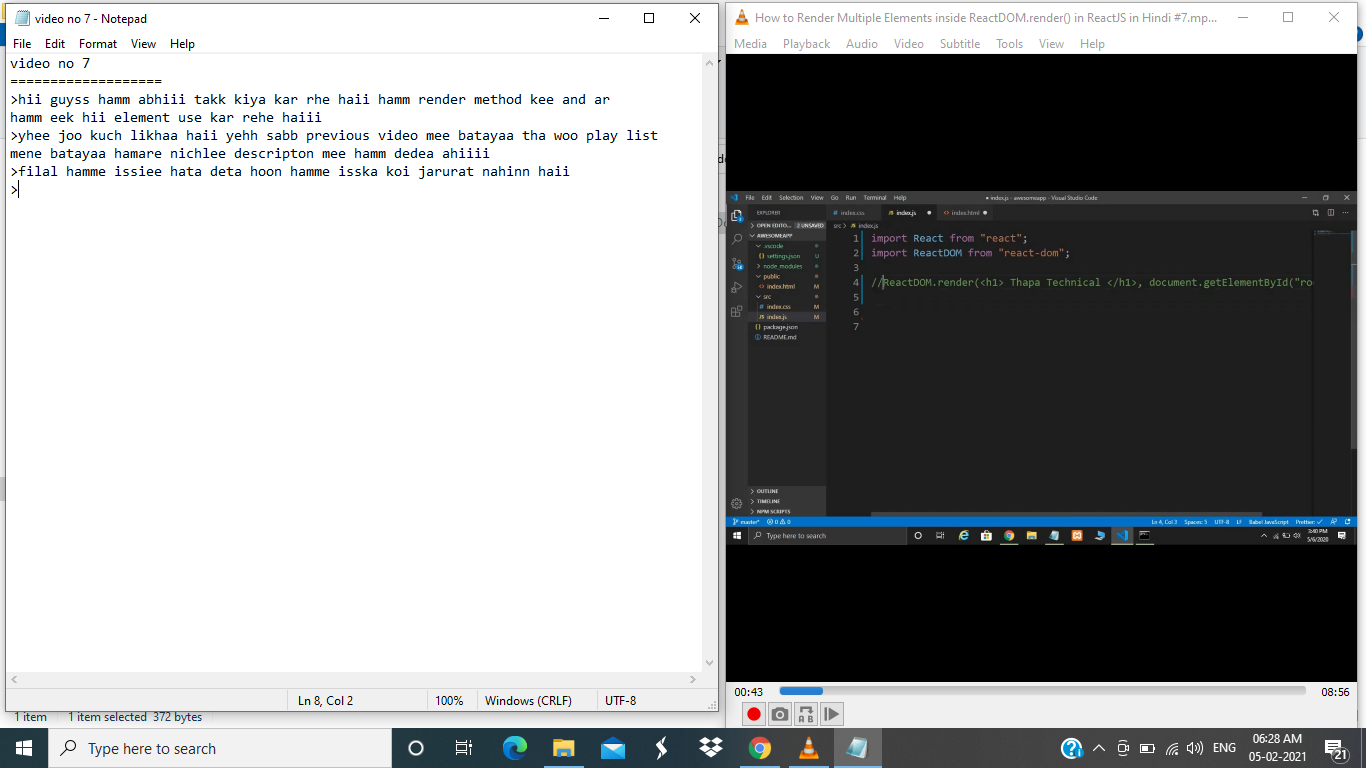 video no 7 - Notepad
File Edit Format View Help
video no 7
===================
>hii guyss hamm abhiii takk kiya kar rhe haii hamm render method kee and ar
hamm eek hii element use kar rehe haiii
>yhee joo kuch likhaa haii yehh sabb previous video mee batayaa tha woo play list
mene batayaa hamare nichlee descripton mee hamm dedea ahiiii
>filal hamme issiee hata deta hoon hamme isska koi jarurat nahinn haii
>
Ln 8, Col 2 100% Windows (CRLF) UTF-8
1 item 1 item selected 372 bytes
How to Render Multiple Elements inside ReactDOM.render() in ReactJS in Hindi #7.mp...
Media Playback Audio Video Subtitle Tools View Help
File Edit Selection View Go Run Terminal Help
● index.js - awesomeapp - Visual Studio Code
EXPLORER
index.css index.js index.html
OPEN EDITO... 2 UNSAVED
src > index.js
AWESOMEAPP
.vscode
settings.json U
node_modules
public
index.html M
src
index.css M
index.js M
package.json
README.md
1 import React from "react";
2 import ReactDOM from "react-dom";
3
4 //ReactDOM.render(<h1> Thapa Technical </h1>, document.getElementById("ro
5
6
7
OUTLINE
TIMELINE
NPM SCRIPTS
master* 0 0 Ln 4, Col 3 Spaces: 5 UTF-8 LF Babel JavaScript Prettier: ✓
Type here to search
3:40 PM
5/6/2020
00:43 08:56
Type here to search
ENG
06:28 AM
05-02-2021
21